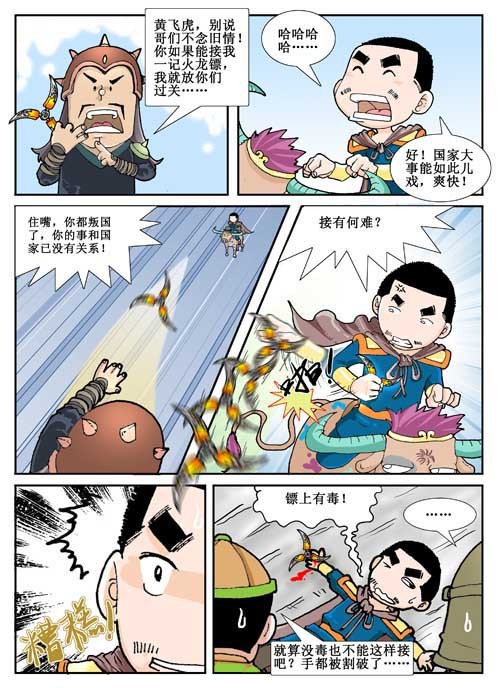 黄飞虎，别说
哥们不念旧情！
你如果能接我
一记火龙镖，
我就放你们
过关……
哈哈哈
哈……
好！国家大
事能如此儿
戏，爽快！
住嘴，你都叛国
了，你的事和国
家已没有关系！
接有何难？
啪！
糟糕！
镖上有毒！
……
就算没毒也不能这样接
吧？手都被割破了……